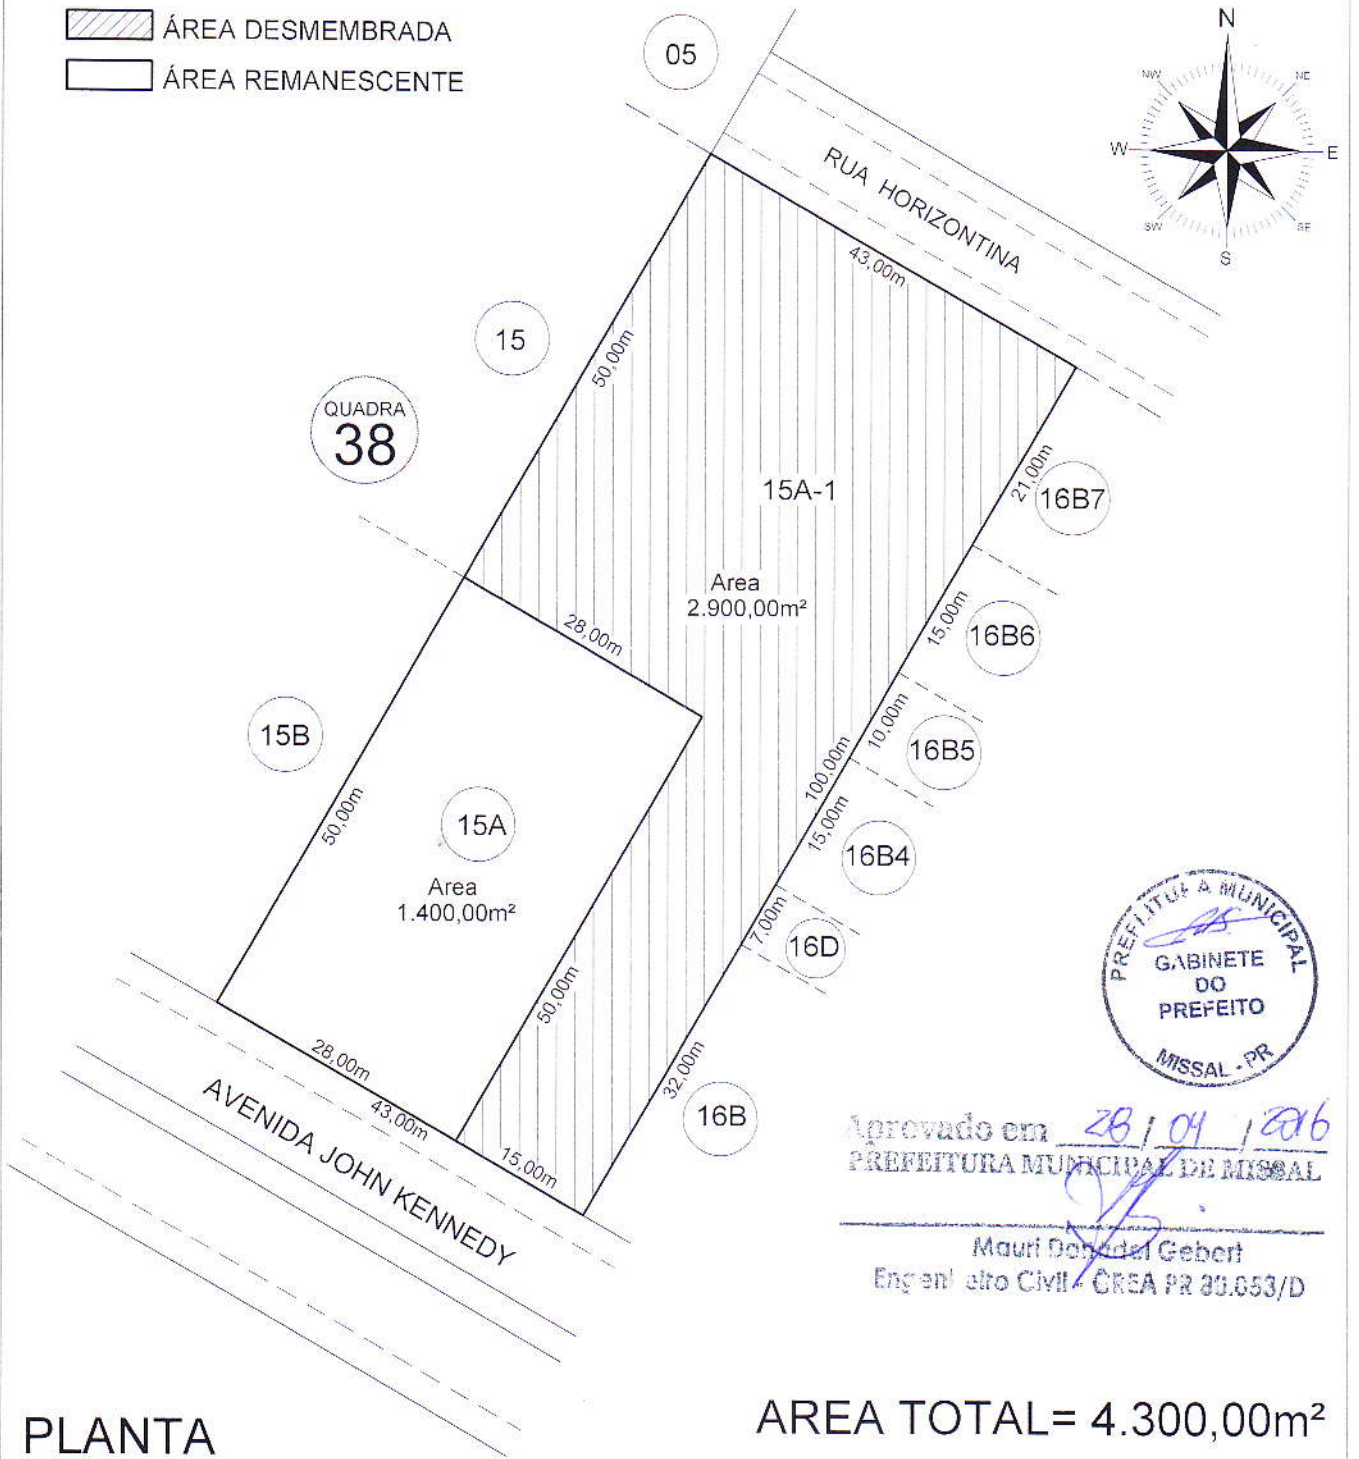 ÁREA DESMEMBRADA
ÁREA REMANESCENTE
05
N
NW
NE
W
E
SW
SE
S
RUA HORIZONTINA
43,00m
15
50,00m
QUADRA
38
15A-1
21,00m
16B7
Area
2.900,00m²
28,00m
15,00m
16B6
10,00m
16B5
15B
100,00m
50,00m
15A
15,00m
16B4
Area
1.400,00m²
7,00m
16D
50,00m
28,00m
32,00m
16B
43,00m
15,00m
AVENIDA JOHN KENNEDY
PREFEITURA MUNICIPAL
GABINETE
DO
PREFEITO
MISSAL - PR
Aprovado em 28 / 04 / 2016
PREFEITURA MUNICIPAL DE MISSAL
Mauri Gebert
Civil - CREA PR
PLANTA
AREA TOTAL= 4.300,00m²